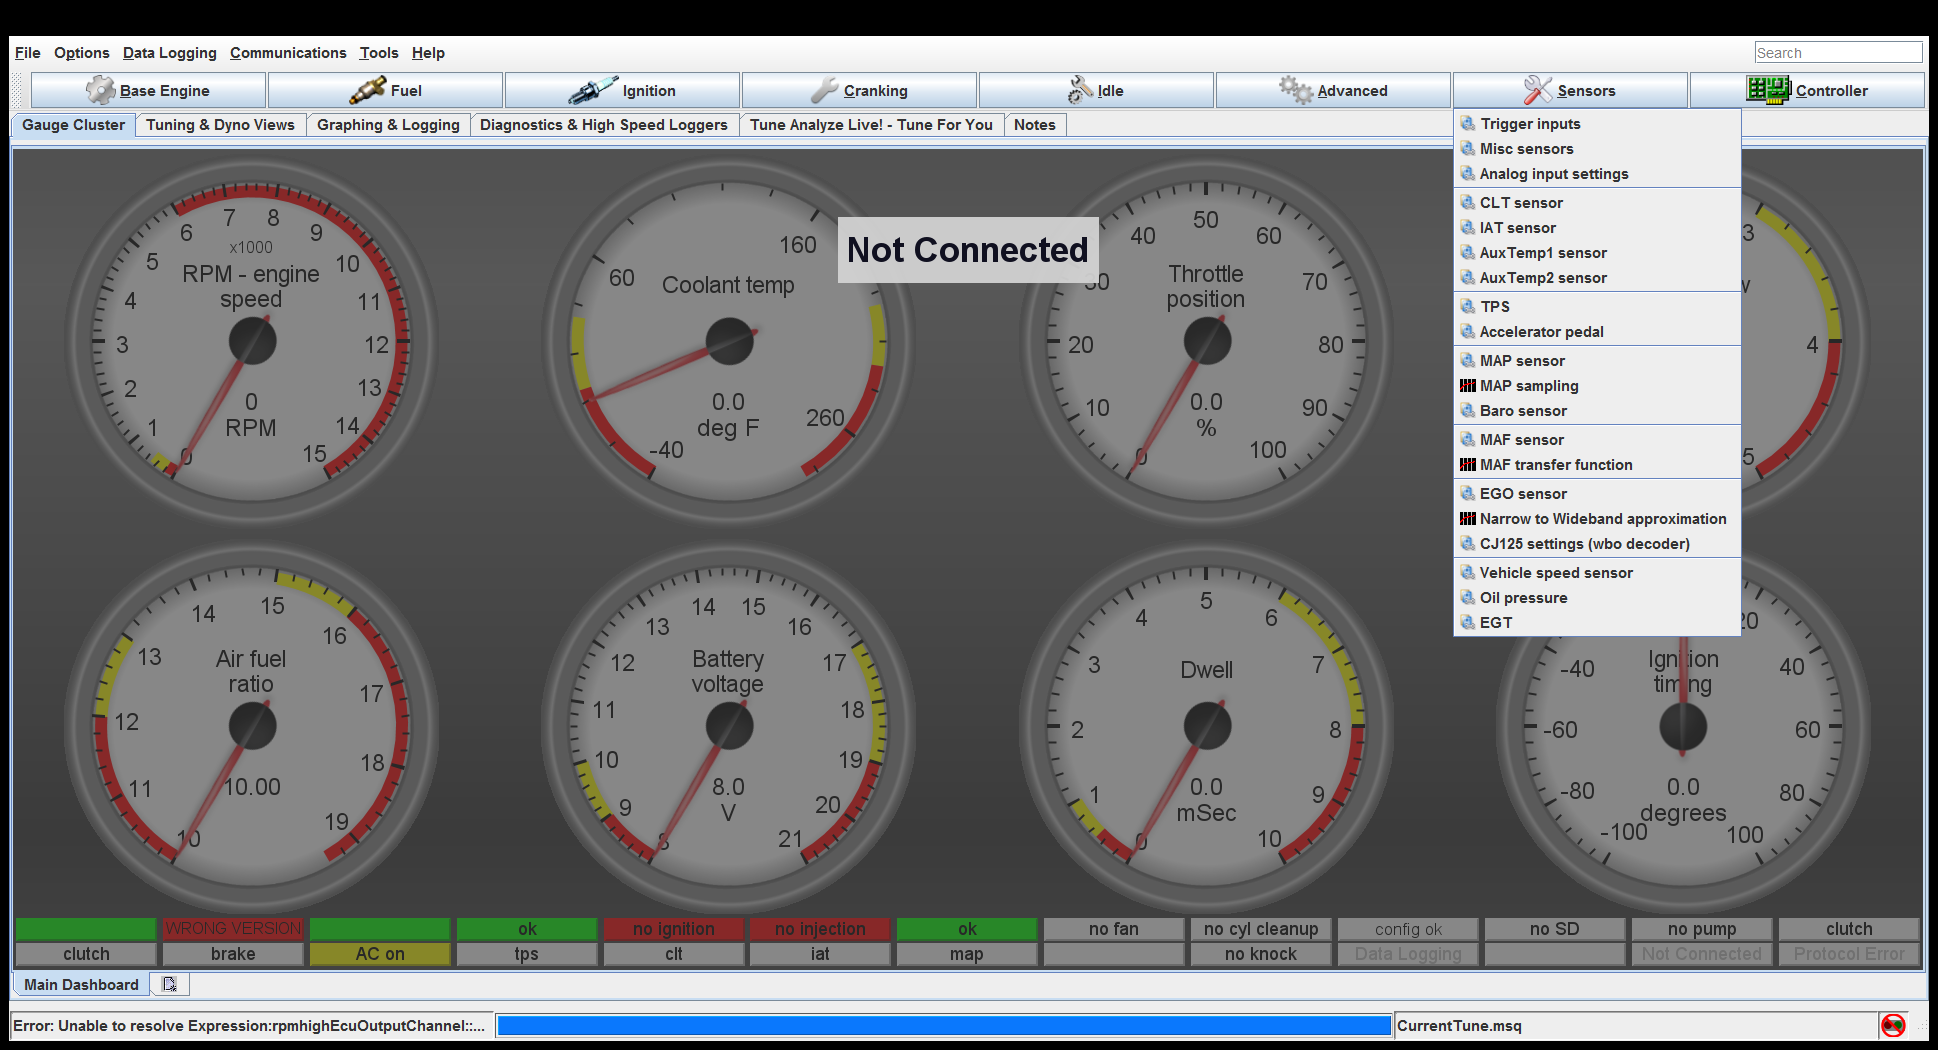 File Options Data Logging Communications Tools Help
Search
Base Engine Fuel Ignition Cranking Idle Advanced Sensors Controller
Gauge Cluster Tuning & Dyno Views Graphing & Logging Diagnostics & High Speed Loggers Tune Analyze Live! - Tune For You Notes
Trigger inputs
Misc sensors
Analog input settings
CLT sensor
IAT sensor
AuxTemp1 sensor
AuxTemp2 sensor
TPS
Accelerator pedal
MAP sensor
MAP sampling
Baro sensor
MAF sensor
MAF transfer function
EGO sensor
Narrow to Wideband approximation
CJ125 settings (wbo decoder)
Vehicle speed sensor
Oil pressure
EGT
Not Connected
0 1 2 3 4 5 6 7 8 9 10 11 12 13 14 15
x1000
RPM - engine
speed
0
RPM
-40 60 160 260
Coolant temp
0.0
deg F
0 10 20 30 40 50 60 70 80 90 100
Throttle
position
0.0
%
3 4 5
10 11 12 13 14 15 16 17 18 19
Air fuel
ratio
10.00
8 9 10 11 12 13 14 15 16 17 18 19 20 21
Battery
voltage
8.0
V
0 1 2 3 4 5 6 7 8 9 10
Dwell
0.0
mSec
-100 -80 -60 -40 20 40 60 80 100
Ignition
timing
0.0
degrees
WRONG VERSION ok no ignition no injection ok no fan no cyl cleanup config ok no SD no pump clutch
clutch brake AC on tps clt iat map no knock Data Logging Not Connected Protocol Error
Main Dashboard
Error: Unable to resolve Expression:rpmhighEcuOutputChannel::...
CurrentTune.msq